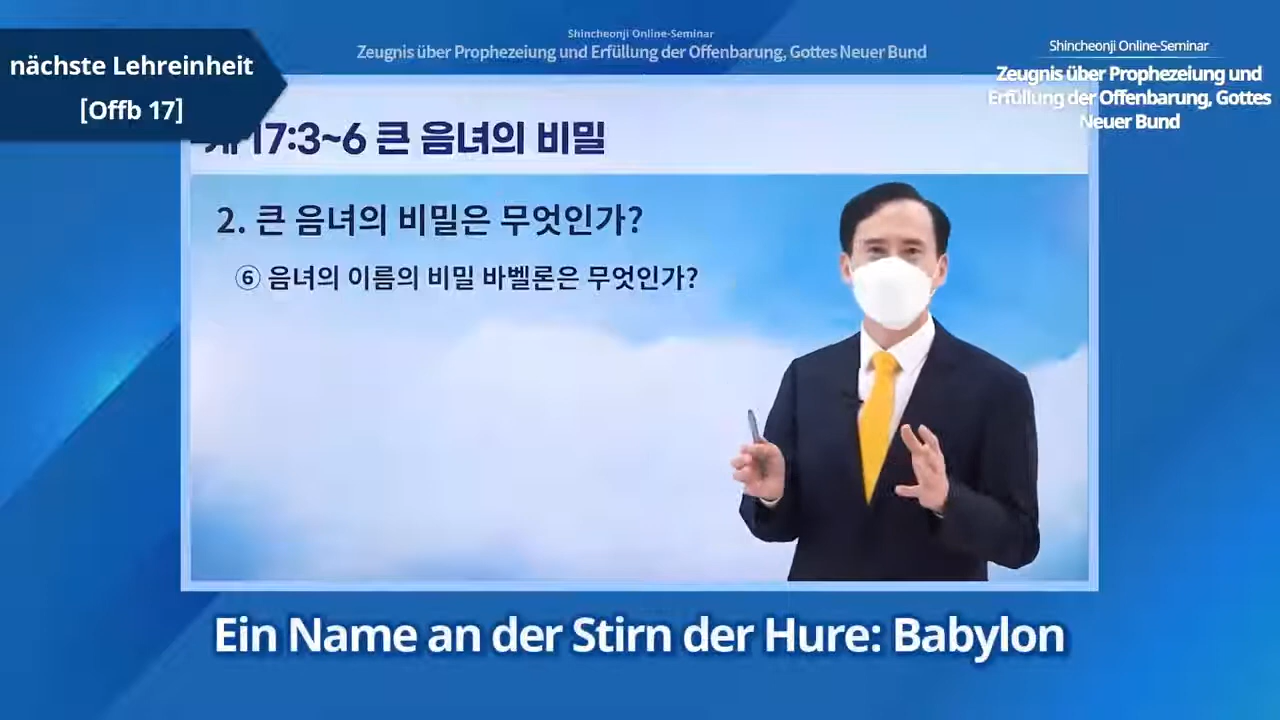 nächste Lehreinheit
[Offb 17]
Shincheonji Online-Seminar
Zeugnis über Prophezeiung und Erfüllung der Offenbarung, Gottes Neuer Bund
Shincheonji Online-Seminar
Zeugnis über Prophezeiung und
Erfüllung der Offenbarung, Gottes
Neuer Bund
17:3~6 큰 음녀의 비밀
2. 큰 음녀의 비밀은 무엇인가?
⑥ 음녀의 이름의 비밀 바벨론은 무엇인가?
Ein Name an der Stirn der Hure: Babylon